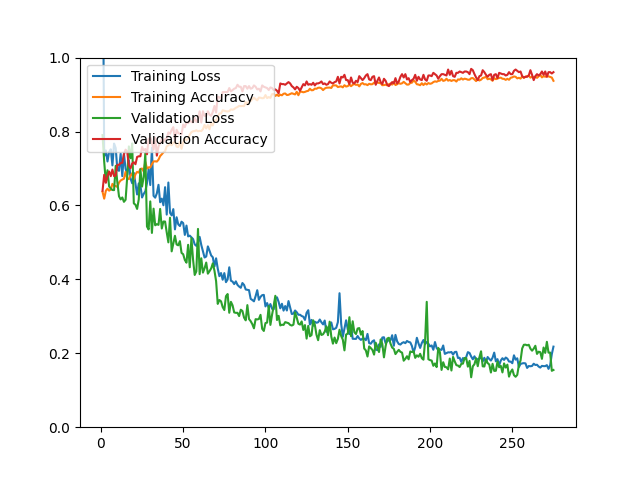 Training Loss
Training Accuracy
Validation Loss
Validation Accuracy
1.0
0.8
0.6
0.4
0.2
0.0
0 50 100 150 200 250